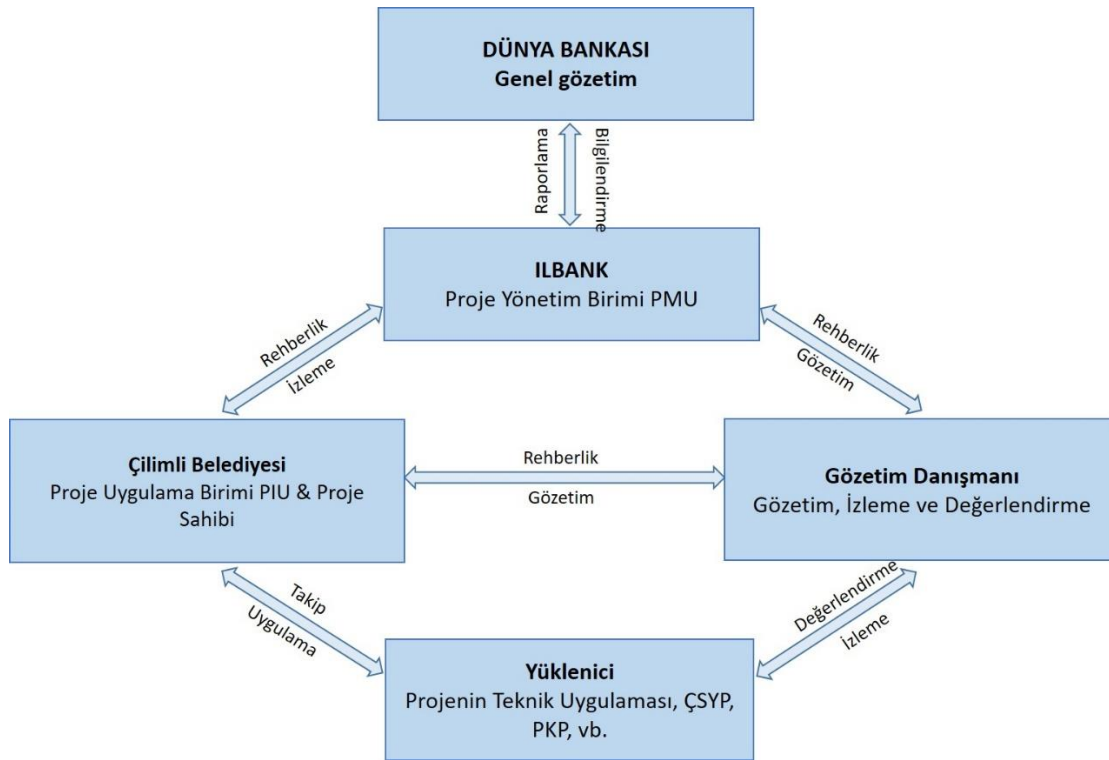 DÜNYA BANKASI
Genel gözetim
Raporlama
Bilgilendirme
ILBANK
Proje Yönetim Birimi PMU
Rehberlik
İzleme
Rehberlik
Gözetim
Çilimli Belediyesi
Proje Uygulama Birimi PIU & Proje
Sahibi
Rehberlik
Gözetim
Gözetim Danışmanı
Gözetim, İzleme ve Değerlendirme
Takip
Uygulama
Değerlendirme
İzleme
Yüklenici
Projenin Teknik Uygulaması, ÇSYP,
PKP, vb.